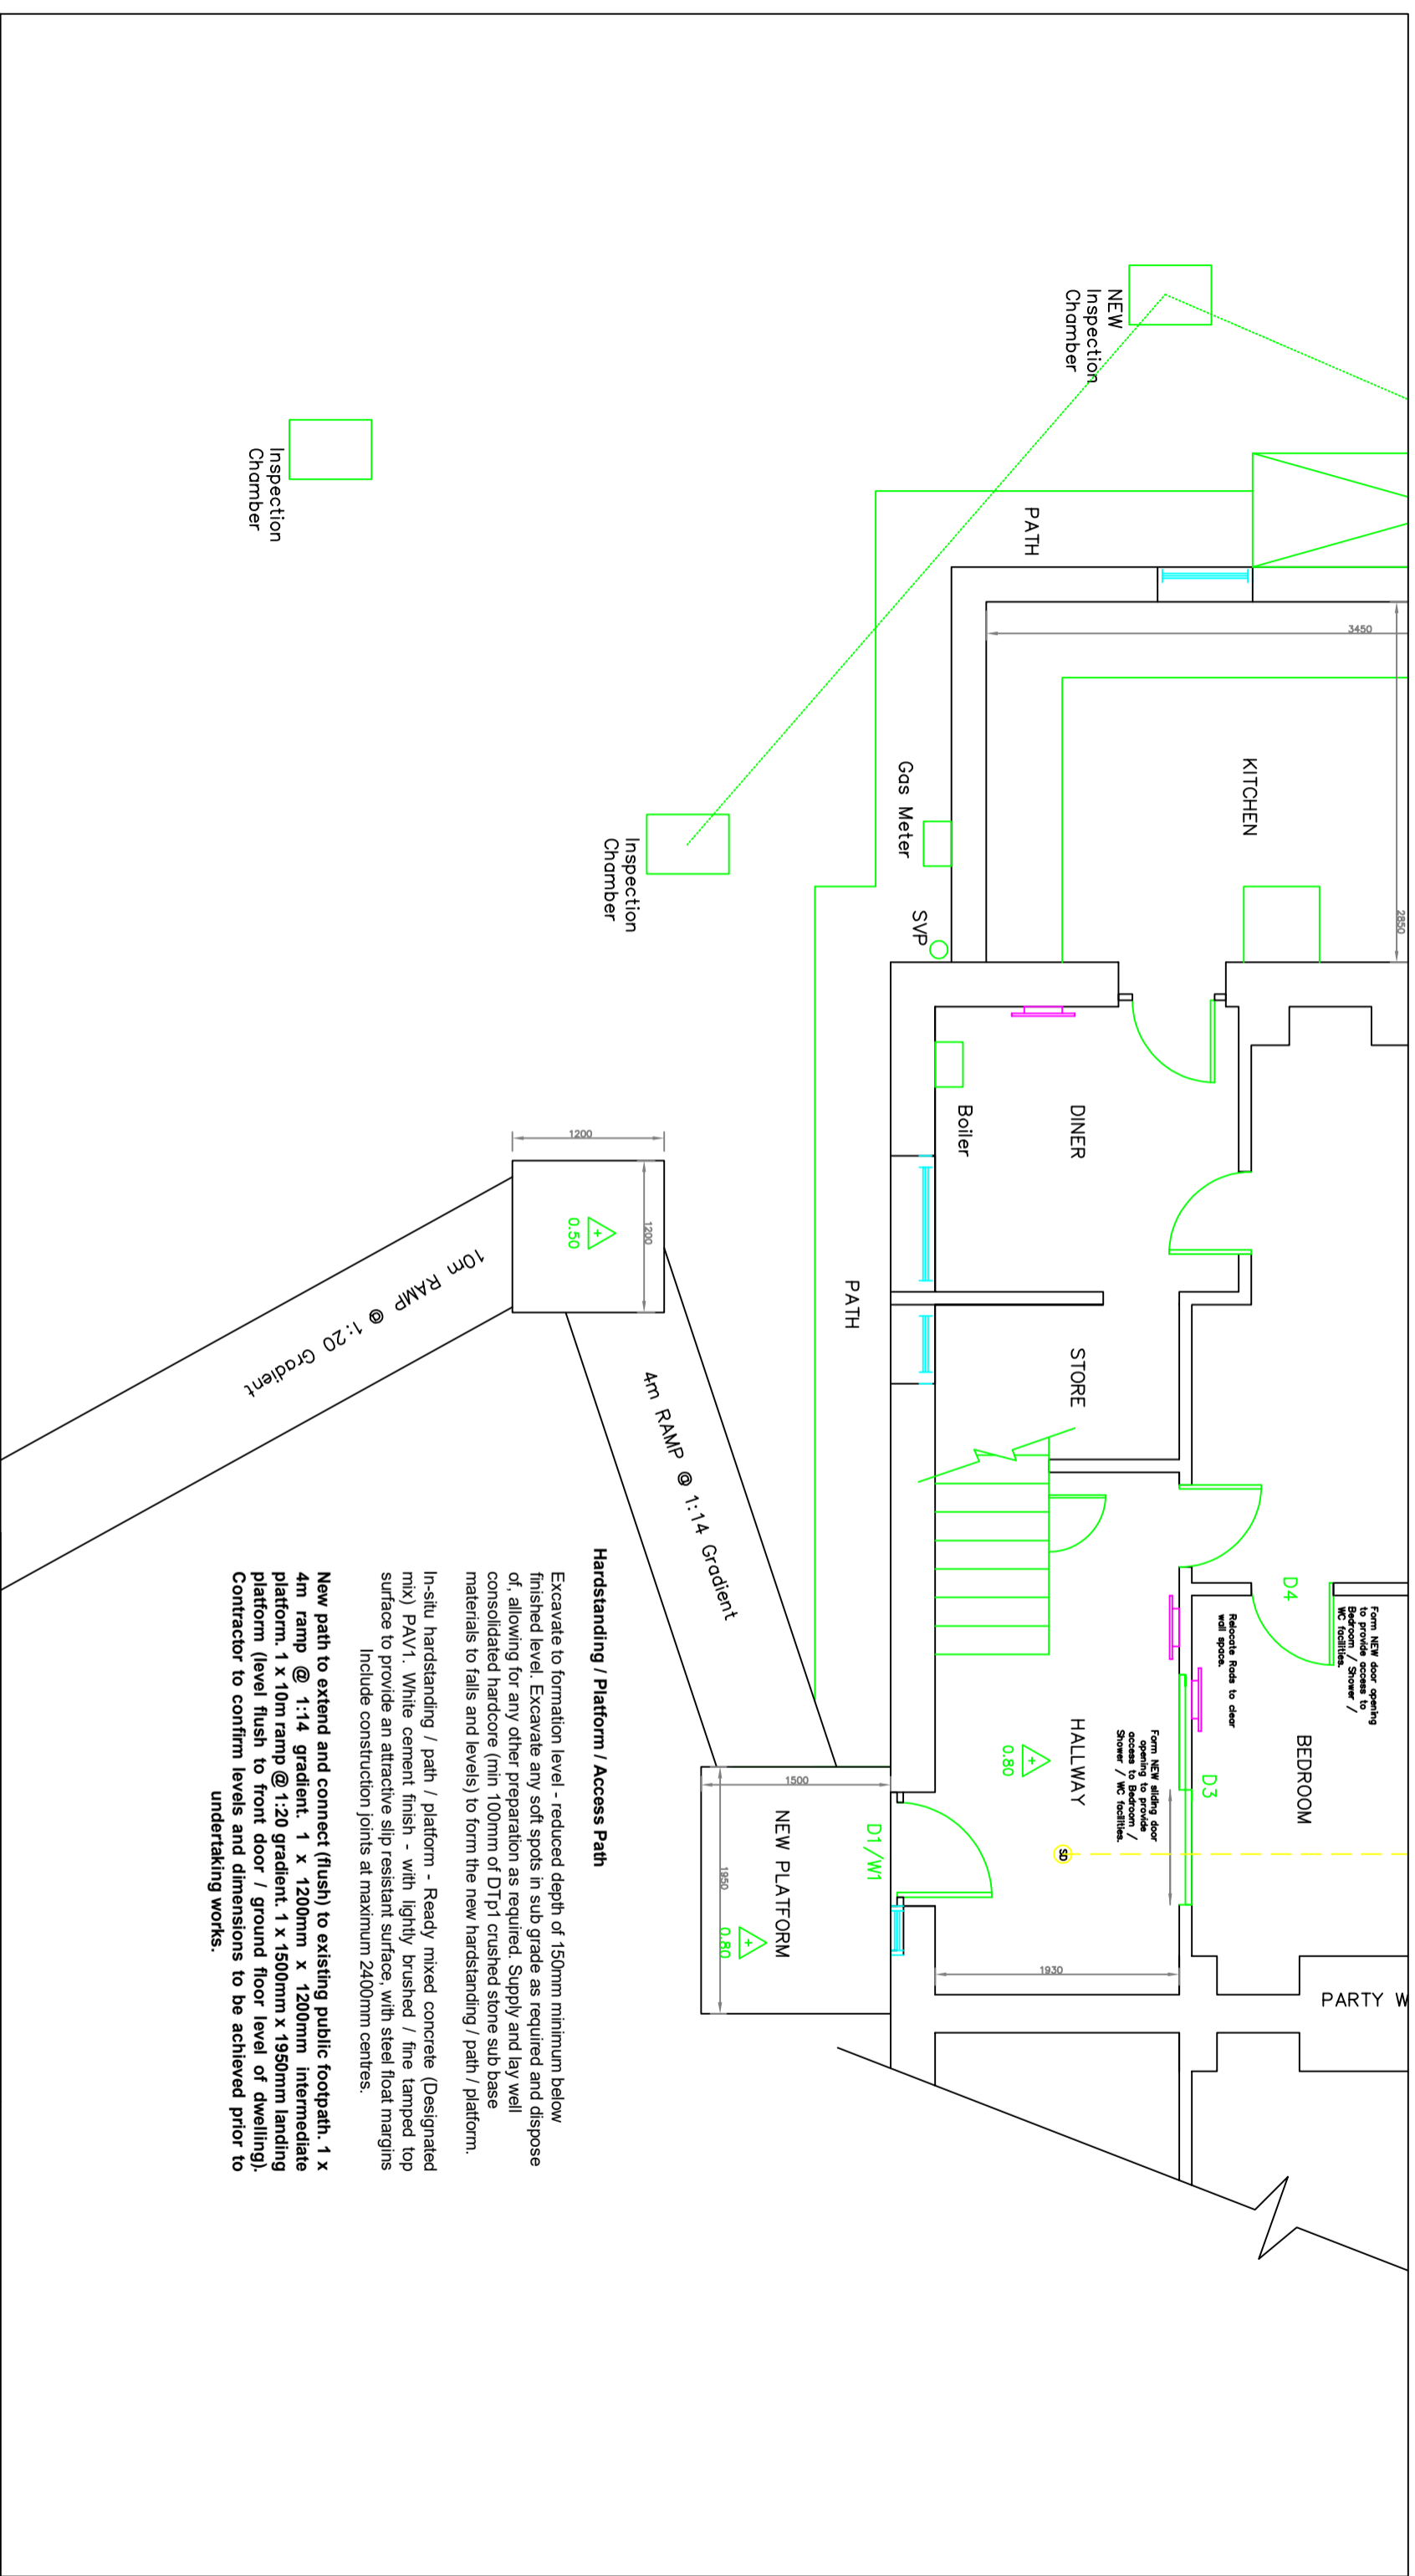 NEW
Inspection
Chamber
Inspection
Chamber
PATH
3450
2850
KITCHEN
Gas Meter
SVP
Inspection
Chamber
Boiler
DINER
1200
1200
0.50
+
10m RAMP @ 1:20 Gradient
4m RAMP @ 1:14 Gradient
PATH
STORE
D4
Form NEW door opening
to provide access to
Bedroom / Shower /
WC facilities.
Relocate Rads to clear
wall space.
BEDROOM
D3
Form NEW sliding door
opening to provide
access to Bedroom /
Shower / WC facilities.
HALLWAY
+
0.80
SD
D1/W1
1500
1950
NEW PLATFORM
+
0.80
1930
PARTY W
Hardstanding / Platform / Access Path
Excavate to formation level - reduced depth of 150mm minimum below
finished level. Excavate any soft spots in sub grade as required and dispose
of, allowing for any other preparation as required. Supply and lay well
consolidated hardcore (min 100mm of DTp1 crushed stone sub base
materials to falls and levels) to form the new hardstanding / path / platform.
In-situ hardstanding / path / platform - Ready mixed concrete (Designated
mix) PAV1. White cement finish - with lightly brushed / fine tamped top
surface to provide an attractive slip resistant surface, with steel float margins
Include construction joints at maximum 2400mm centres.
New path to extend and connect (flush) to existing public footpath. 1 x
4m ramp @ 1:14 gradient. 1 x 1200mm x 1200mm intermediate
platform. 1 x 10m ramp @ 1:20 gradient. 1 x 1500mm x 1950mm landing
platform (level flush to front door / ground floor level of dwelling).
Contractor to confirm levels and dimensions to be achieved prior to
undertaking works.